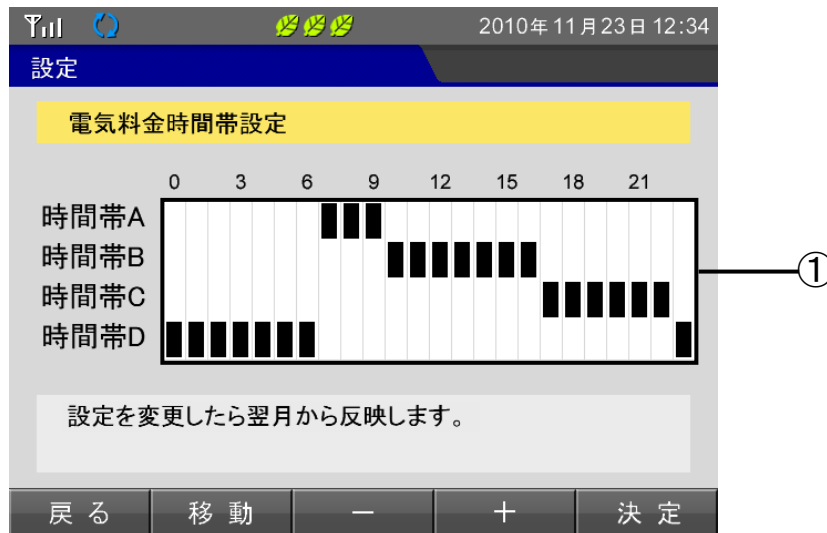 2010年11月23日 12:34
設定
電気料金時間帯設定
0 3 6 9 12 15 18 21
時間帯A
時間帯B
時間帯C
時間帯D
①
設定を変更したら翌月から反映します。
戻る 移動 － ＋ 決定